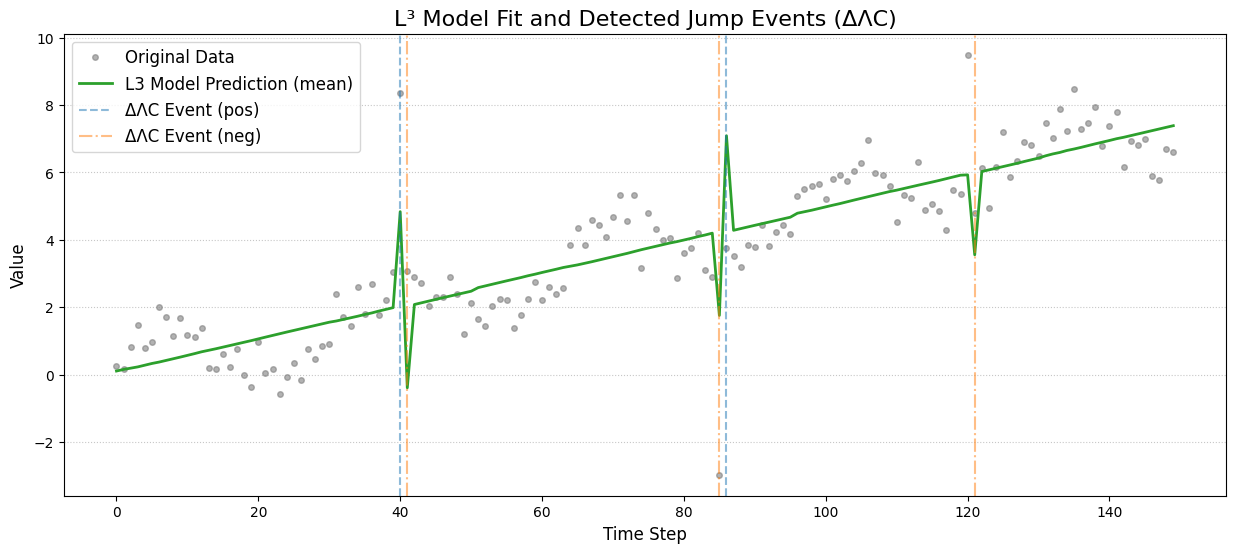 L³ Model Fit and Detected Jump Events (ΔΛC)
Original Data
L3 Model Prediction (mean)
ΔΛC Event (pos)
ΔΛC Event (neg)
Value
10
8
6
4
2
0
−2
0 20 40 60 80 100 120 140
Time Step